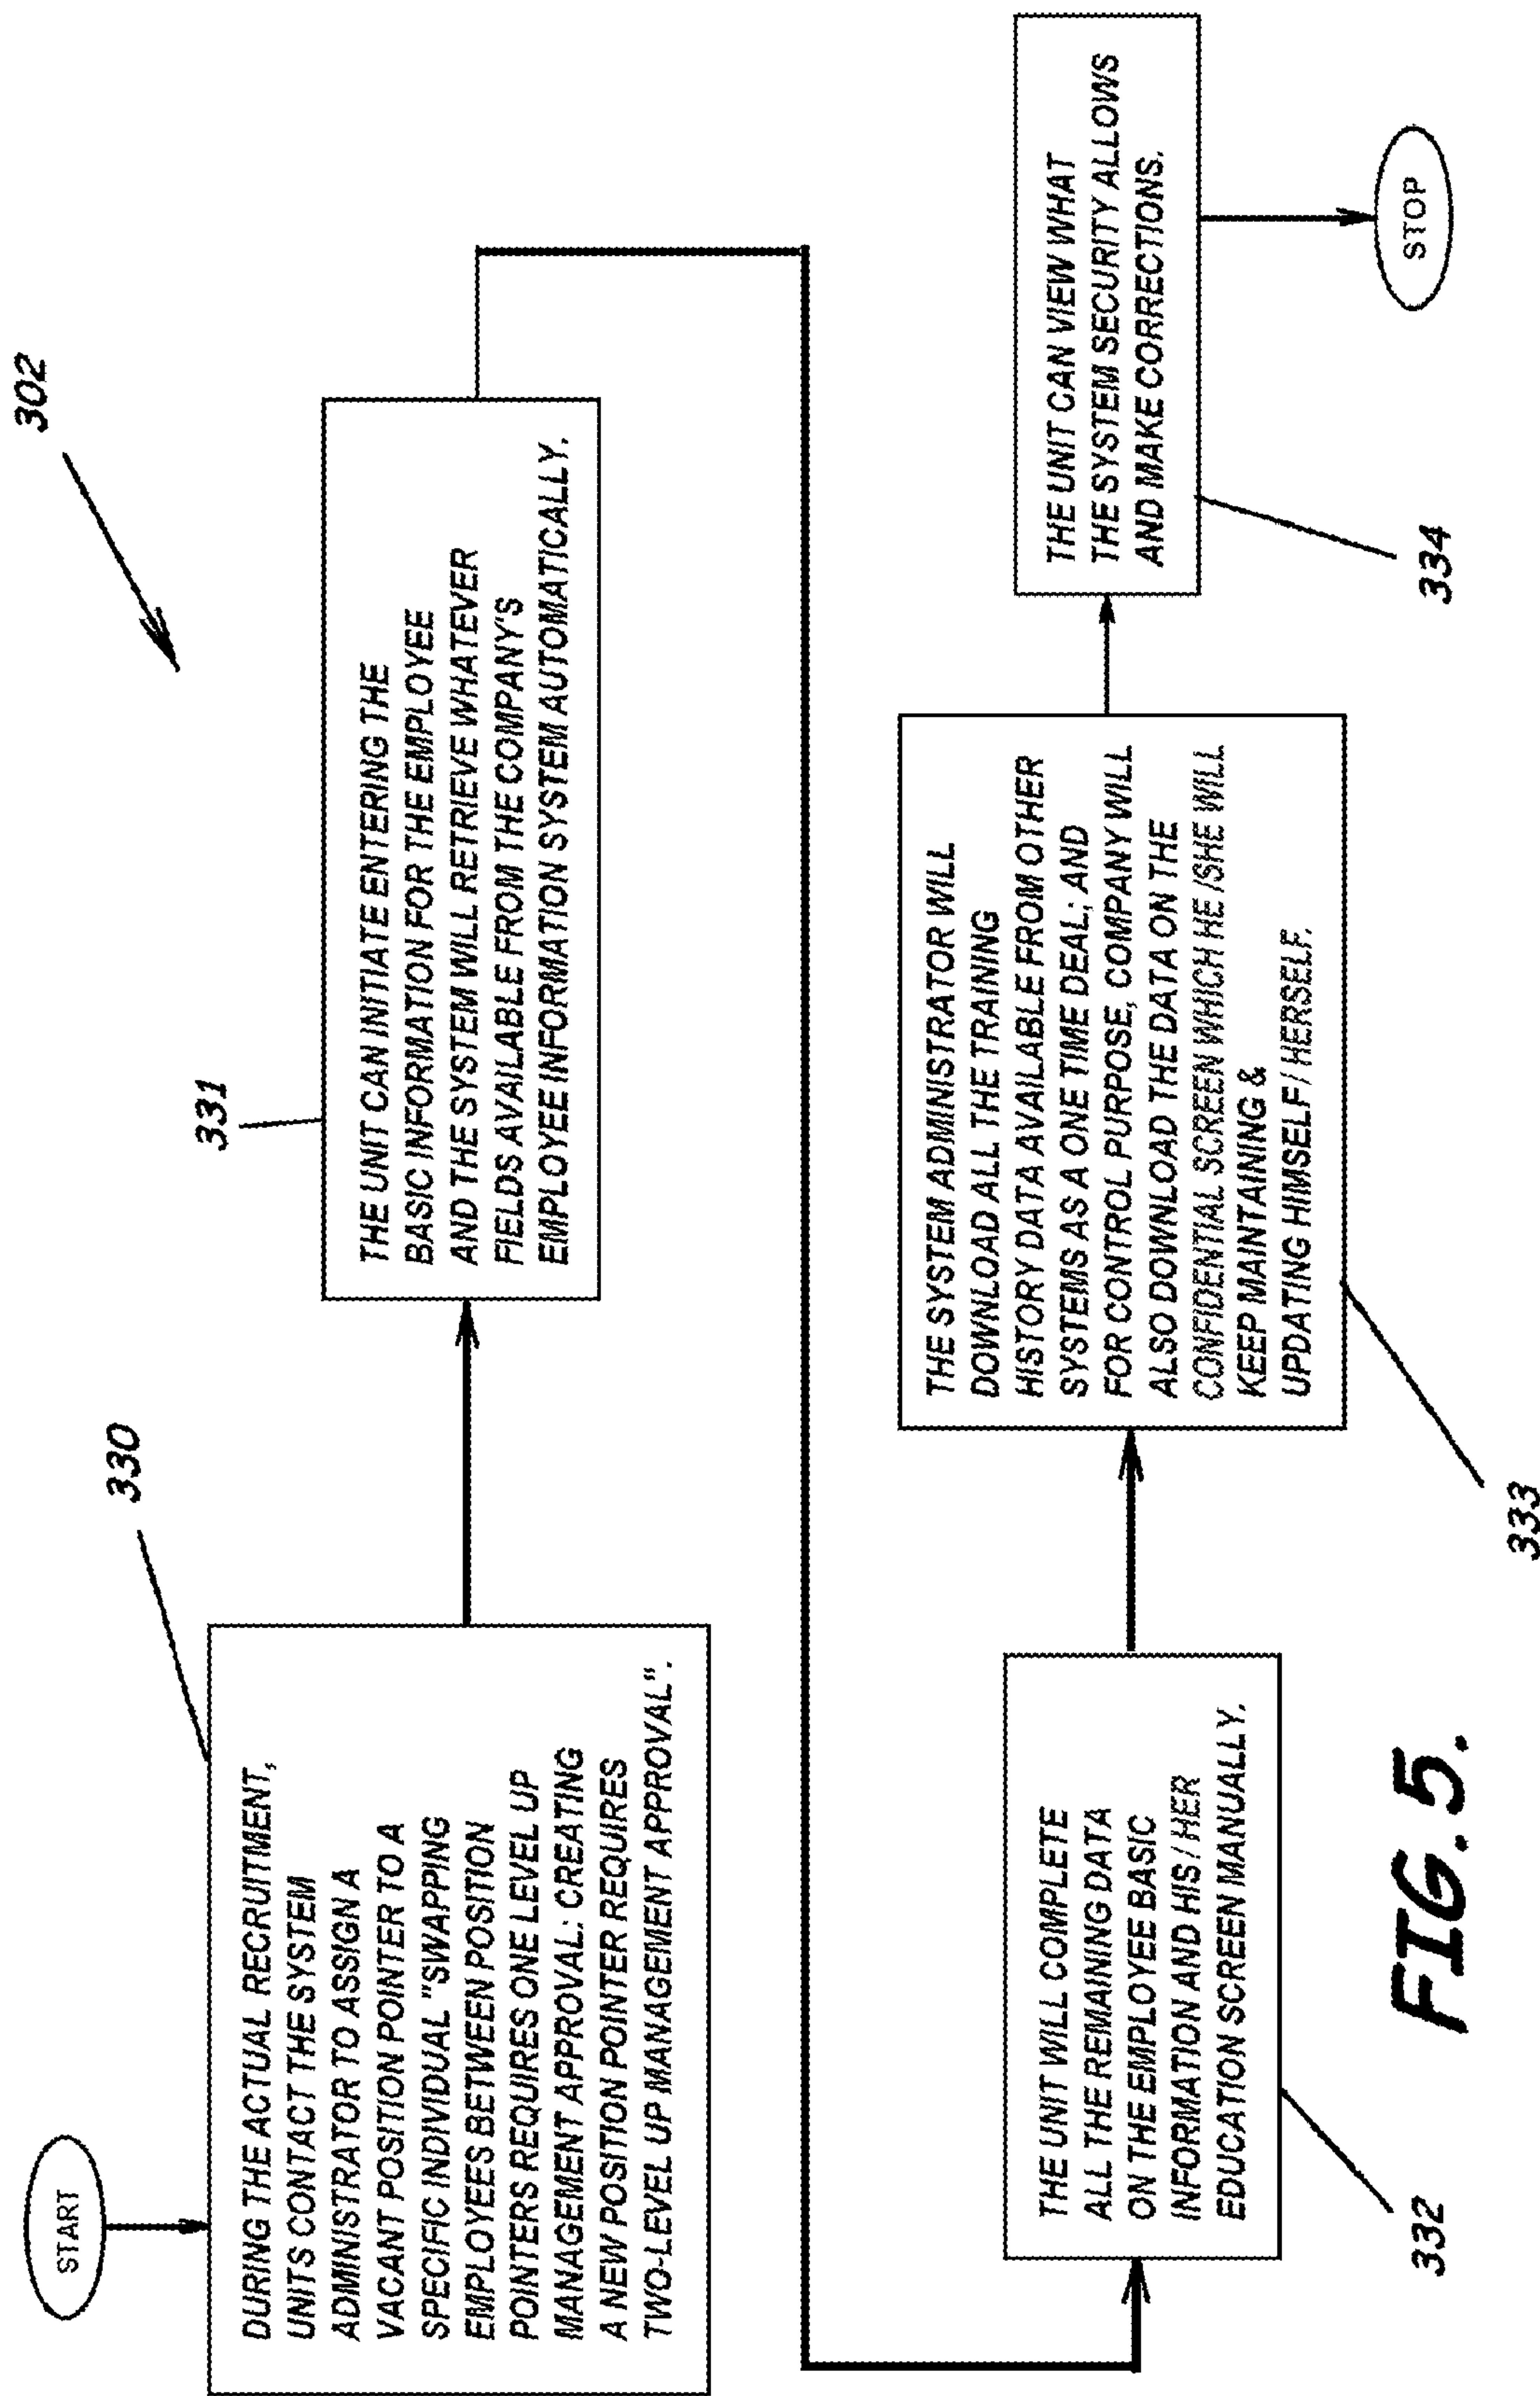 302
START
330
DURING THE ACTUAL RECRUITMENT,
UNITS CONTACT THE SYSTEM
ADMINISTRATOR TO ASSIGN A
VACANT POSITION POINTER TO A
SPECIFIC INDIVIDUAL "SWAPPING
EMPLOYEES BETWEEN POSITION
POINTERS REQUIRES ONE LEVEL UP
MANAGEMENT APPROVAL: CREATING
A NEW POSITION POINTER REQUIRES
TWO-LEVEL UP MANAGEMENT APPROVAL".
331
THE UNIT CAN INITIATE ENTERING THE
BASIC INFORMATION FOR THE EMPLOYEE
AND THE SYSTEM WILL RETRIEVE WHATEVER
FIELDS AVAILABLE FROM THE COMPANY'S
EMPLOYEE INFORMATION SYSTEM AUTOMATICALLY.
THE UNIT WILL COMPLETE
ALL THE REMAINING DATA
ON THE EMPLOYEE BASIC
INFORMATION AND HIS / HER
EDUCATION SCREEN MANUALLY.
332
THE SYSTEM ADMINISTRATOR WILL
DOWNLOAD ALL THE TRAINING
HISTORY DATA AVAILABLE FROM OTHER
SYSTEMS AS A ONE TIME DEAL; AND
FOR CONTROL PURPOSE, COMPANY WILL
ALSO DOWNLOAD THE DATA ON THE
CONFIDENTIAL SCREEN WHICH HE /SHE WILL
KEEP MAINTAINING &
UPDATING HIMSELF / HERSELF.
333
THE UNIT CAN VIEW WHAT
THE SYSTEM SECURITY ALLOWS
AND MAKE CORRECTIONS.
334
STOP
FIG. 5.